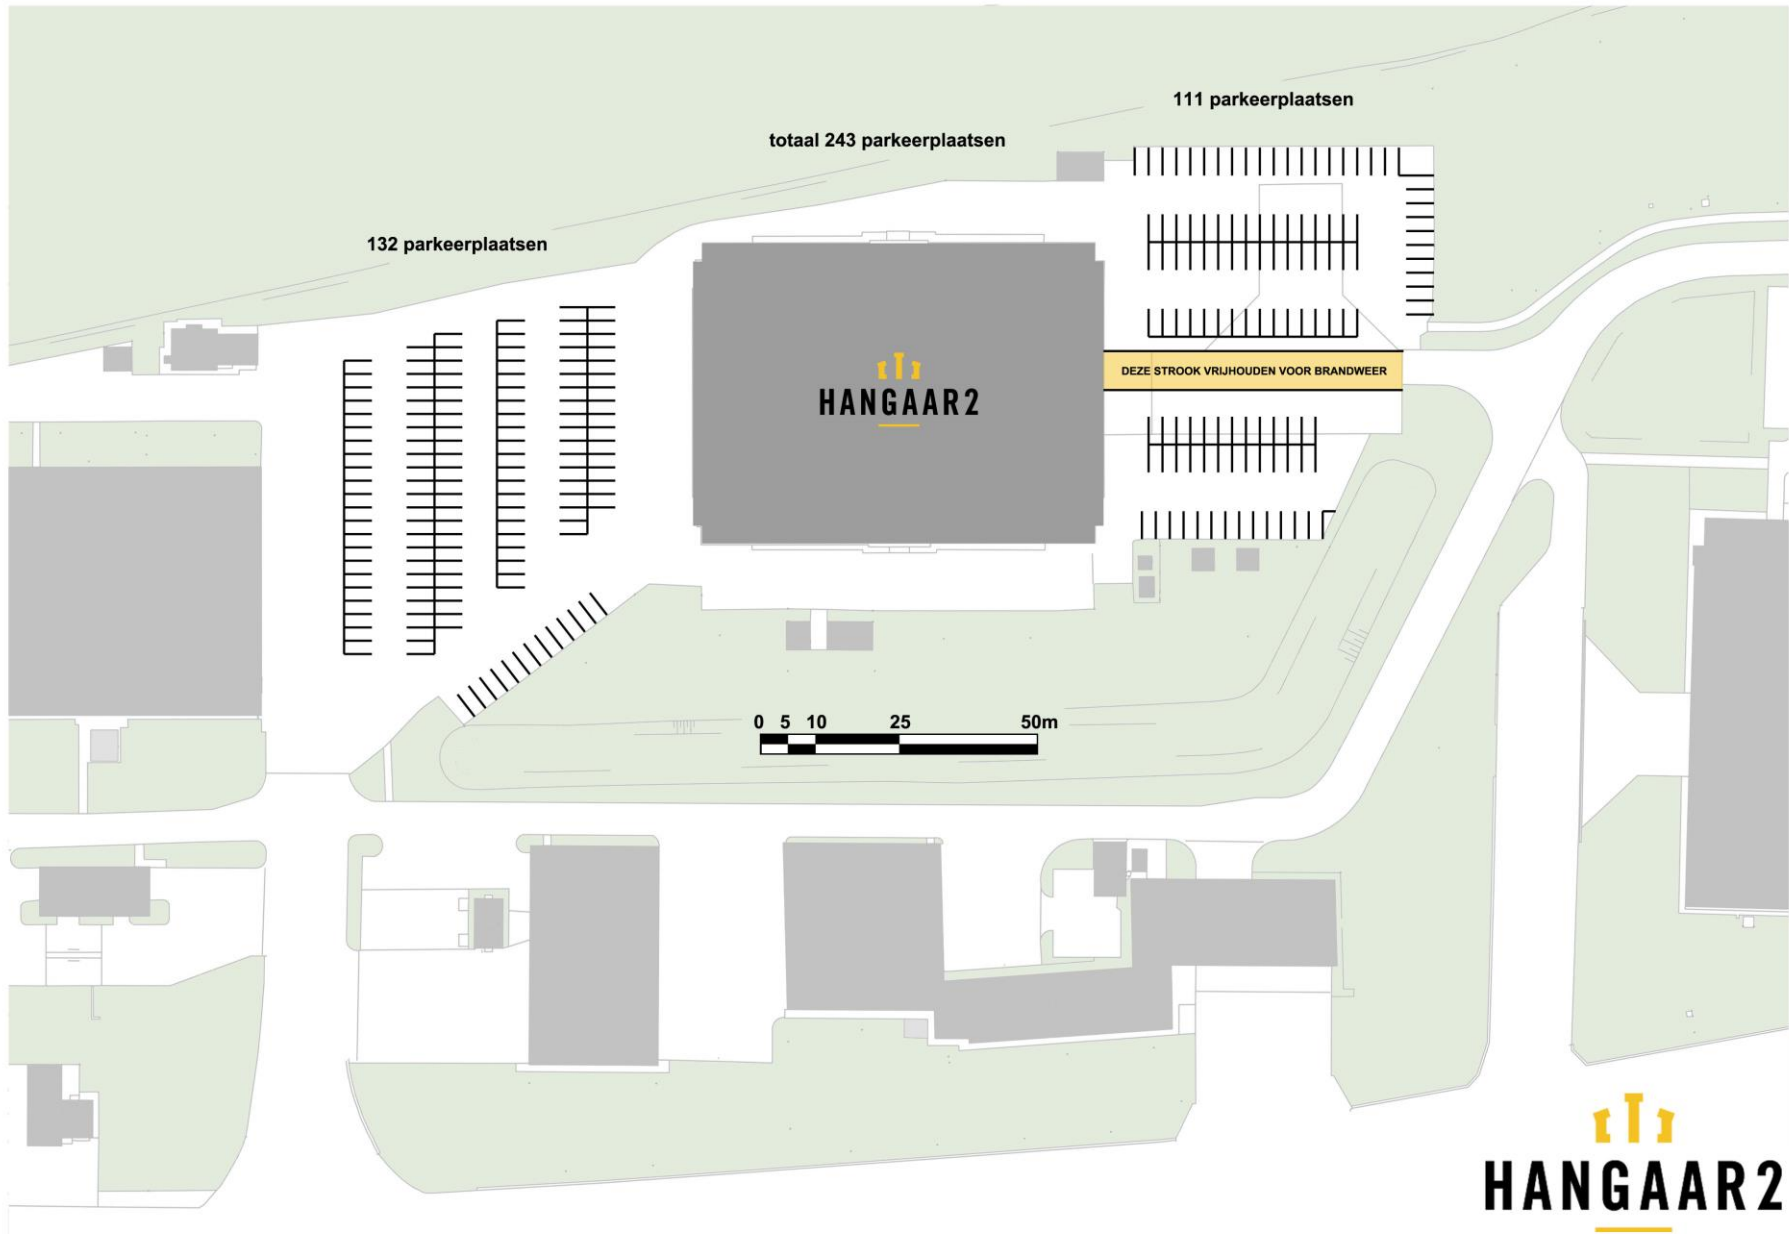 111 parkeerplaatsen
totaal 243 parkeerplaatsen
132 parkeerplaatsen
DEZE STROOK VRIJHOUDEN VOOR BRANDWEER
HANGAAR2
0 5 10 25 50m
HANGAAR2